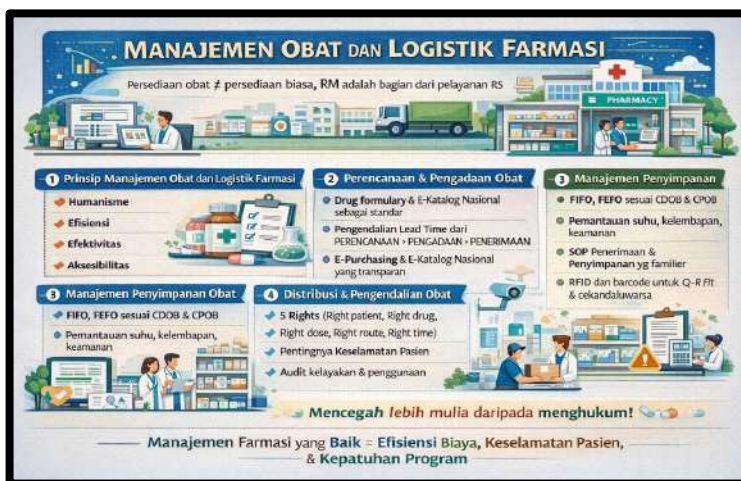 MANAJEMEN OBAT DAN LOGISTIK FARMASI
Persediaan obat ≠ persediaan biasa, RM adalah bagian dari pelayanan RS
PHARMACY
1 Prinsip Manajemen Obat dan Logistik Farmasi
Humanisme
Efisiensi
Efektivitas
Aksesibilitas
2 Perencanaan & Pengadaan Obat
Drug formulary & E-Katalog Nasional
sebagai standar
Pengendalian Lead Time dari
PERENCANAAN › PENGADAAN › PENERIMAAN
E-Purchasing & E-Katalog Nasional
yang transparan
3 Manajemen Penyimpanan
FIFO, FEFO sesuai CDOB & CPOB
Pemantauan suhu, kelembapan,
keamanan
SOP Penerimaan &
Penyimpanan yg familier
RFID dan barcode untuk Q-R Fit
& cekandaluwarsa
3 Manajemen Penyimpanan Obat
FIFO, FEFO sesuai CDOB & CPOB
Pemantauan suhu, kelembapan,
keamanan
4 Distribusi & Pengendalian Obat
5 Rights (Right patient, Right drug,
Right dose, Right route, Right time)
Pentingnya Keselamatan Pasien
Audit kelayakan & penggunaan
Mencegah lebih mulia daripada menghukum!
Manajemen Farmasi yang Baik = Efisiensi Biaya, Keselamatan Pasien,
& Kepatuhan Program